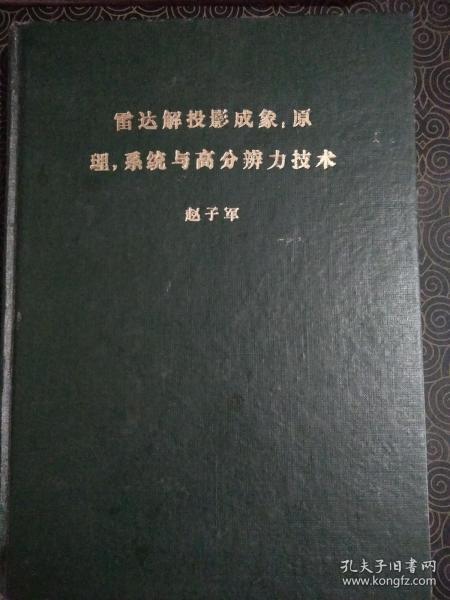 雷达解投影成象：原
理，系统与高分辨力技术
赵子军
孔夫子旧书网
www.kongfz.com